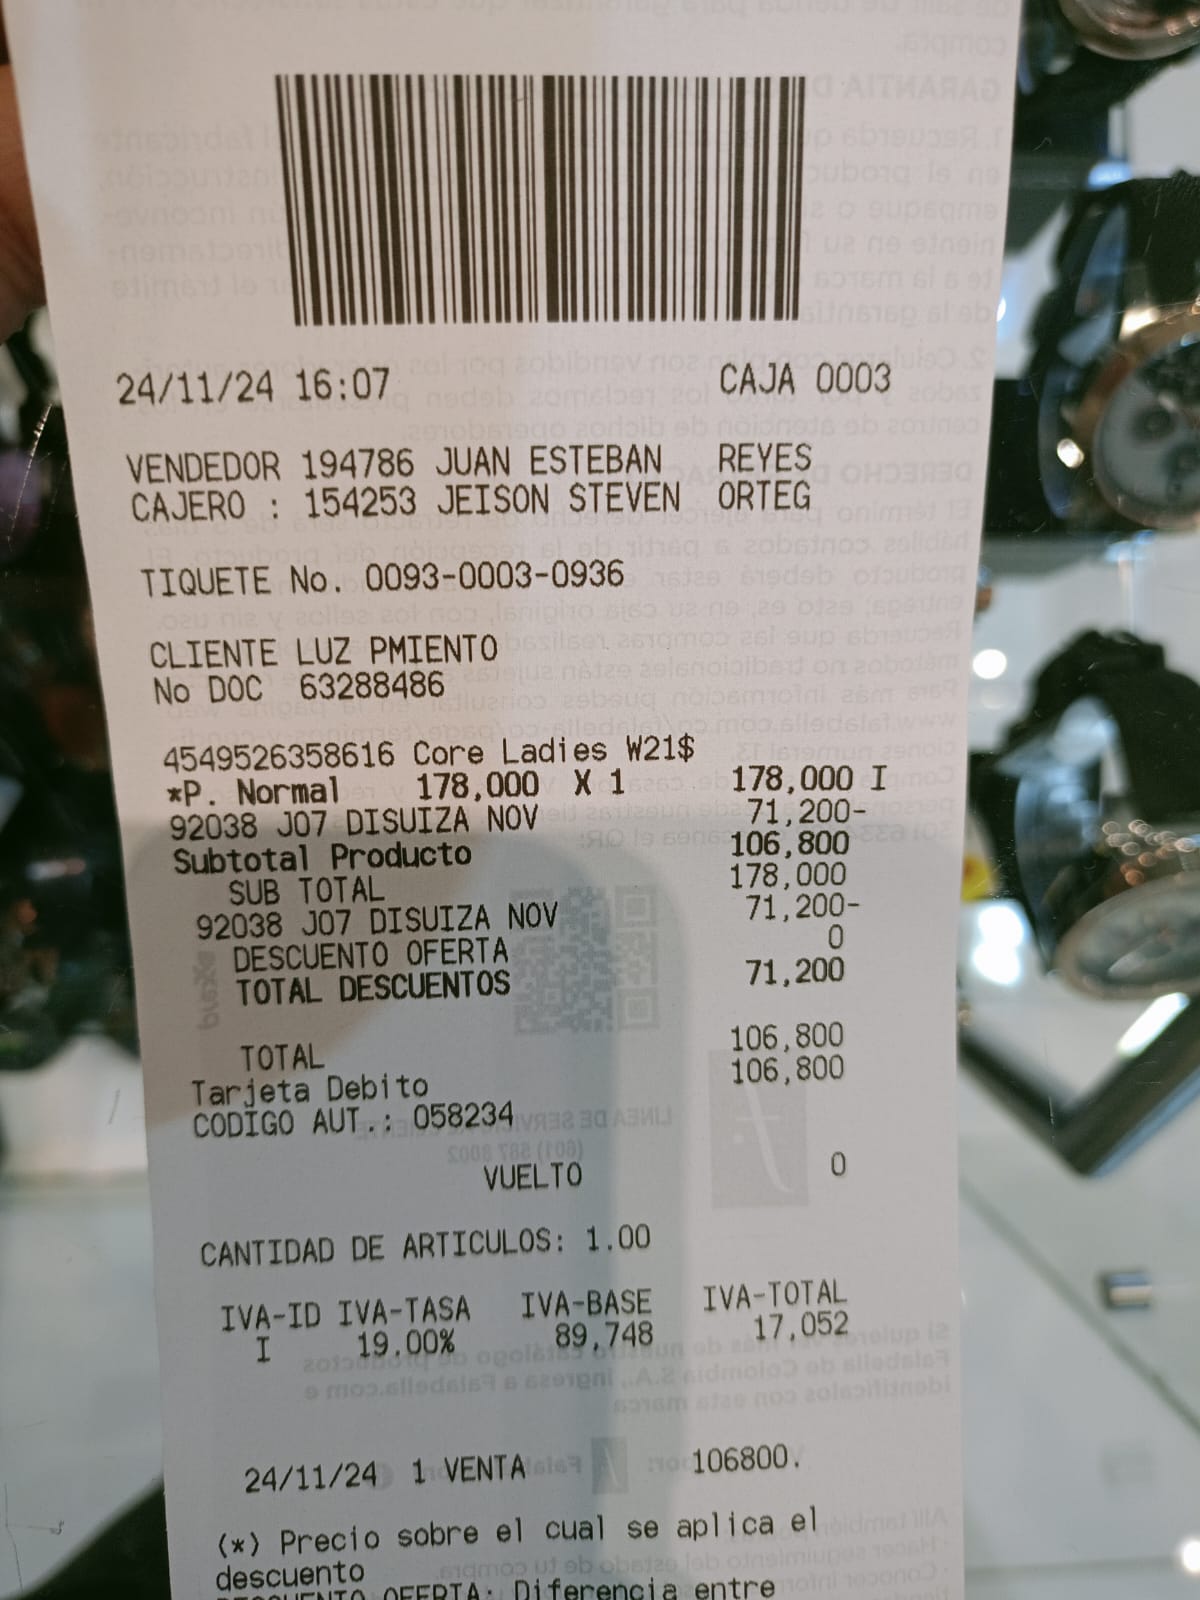 24/11/24 16:07 CAJA 0003
VENDEDOR 194786 JUAN ESTEBAN REYES
CAJERO : 154253 JEISON STEVEN ORTEG
TIQUETE No. 0093-0003-0936
CLIENTE LUZ PMIENTO
No DOC 63288486
4549526358616 Core Ladies W21$
*P. Normal 178,000 X 1 178,000 I
92038 J07 DISUIZA NOV 71,200-
Subtotal Producto 106,800
SUB TOTAL 178,000
92038 J07 DISUIZA NOV 71,200-
DESCUENTO OFERTA 0
TOTAL DESCUENTOS 71,200
TOTAL 106,800
Tarjeta Debito 106,800
CODIGO AUT.: 058234
VUELTO 0
CANTIDAD DE ARTICULOS: 1.00
IVA-ID IVA-TASA IVA-BASE IVA-TOTAL
I 19.00% 89,748 17,052
24/11/24 1 VENTA 106800.
(*) Precio sobre el cual se aplica el
descuento
DESCUENTO OFERTA: Diferencia entre